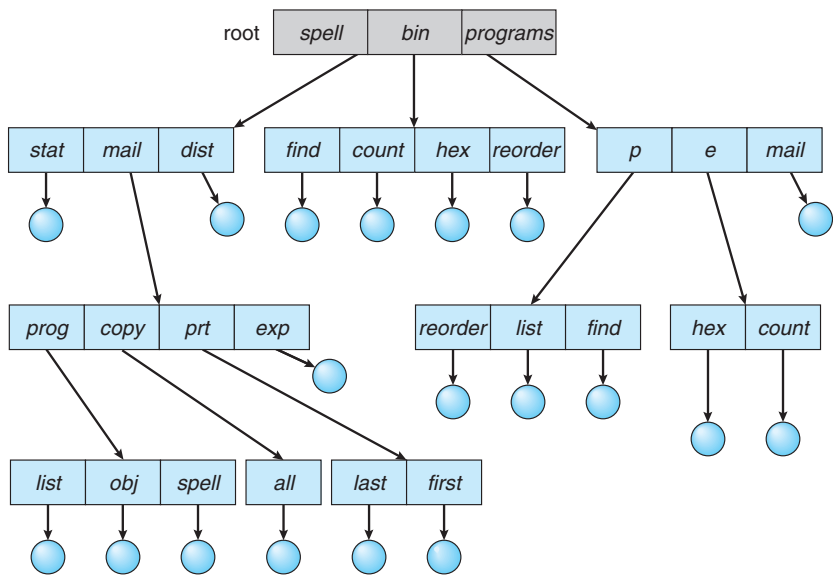 root spell bin programs
stat mail dist find count hex reorder p e mail
prog copy prt exp reorder list find hex count
list obj spell all last first